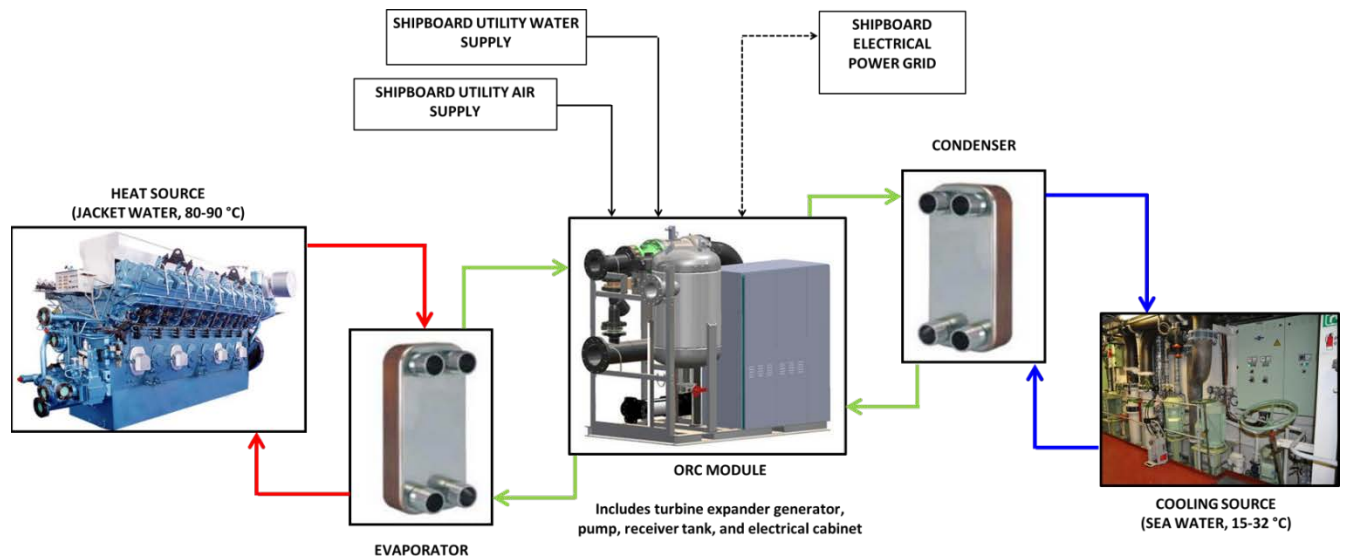 SHIPBOARD UTILITY WATER
SUPPLY
SHIPBOARD
ELECTRICAL
POWER GRID
SHIPBOARD UTILITY AIR
SUPPLY
CONDENSER
HEAT SOURCE
(JACKET WATER, 80-90 °C)
ORC MODULE
Includes turbine expander generator,
pump, receiver tank, and electrical cabinet
COOLING SOURCE
(SEA WATER, 15-32 °C)
EVAPORATOR